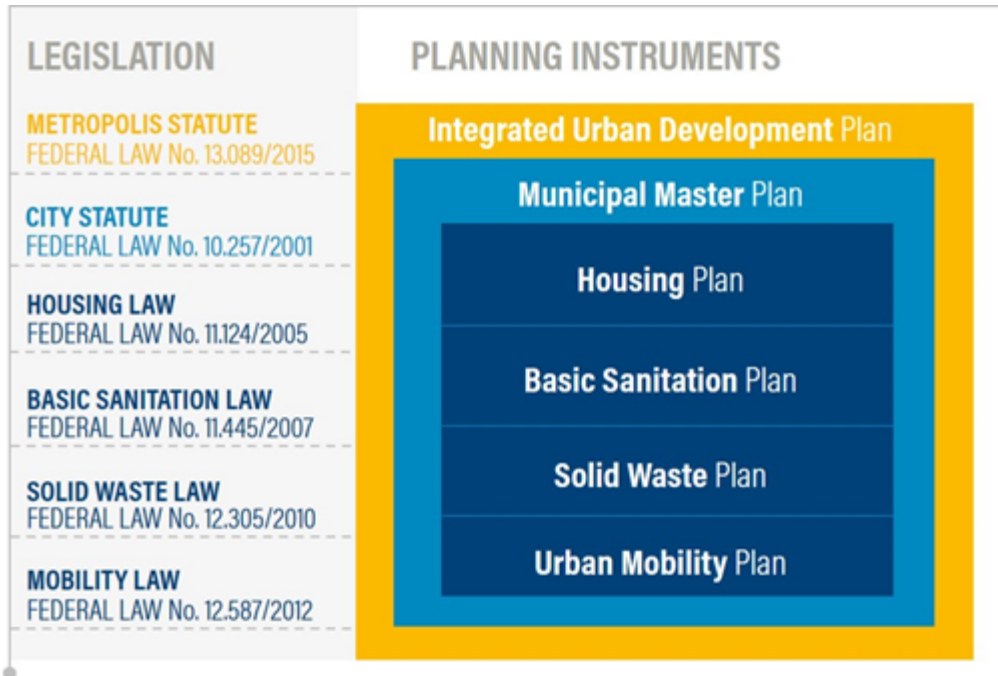 LEGISLATION
METROPOLIS STATUTE
FEDERAL LAW No. 13.089/2015
CITY STATUTE
FEDERAL LAW No. 10.257/2001
HOUSING LAW
FEDERAL LAW No. 11.124/2005
BASIC SANITATION LAW
FEDERAL LAW No. 11.445/2007
SOLID WASTE LAW
FEDERAL LAW No. 12.305/2010
MOBILITY LAW
FEDERAL LAW No. 12.587/2012
PLANNING INSTRUMENTS
Integrated Urban Development Plan
Municipal Master Plan
Housing Plan
Basic Sanitation Plan
Solid Waste Plan
Urban Mobility Plan